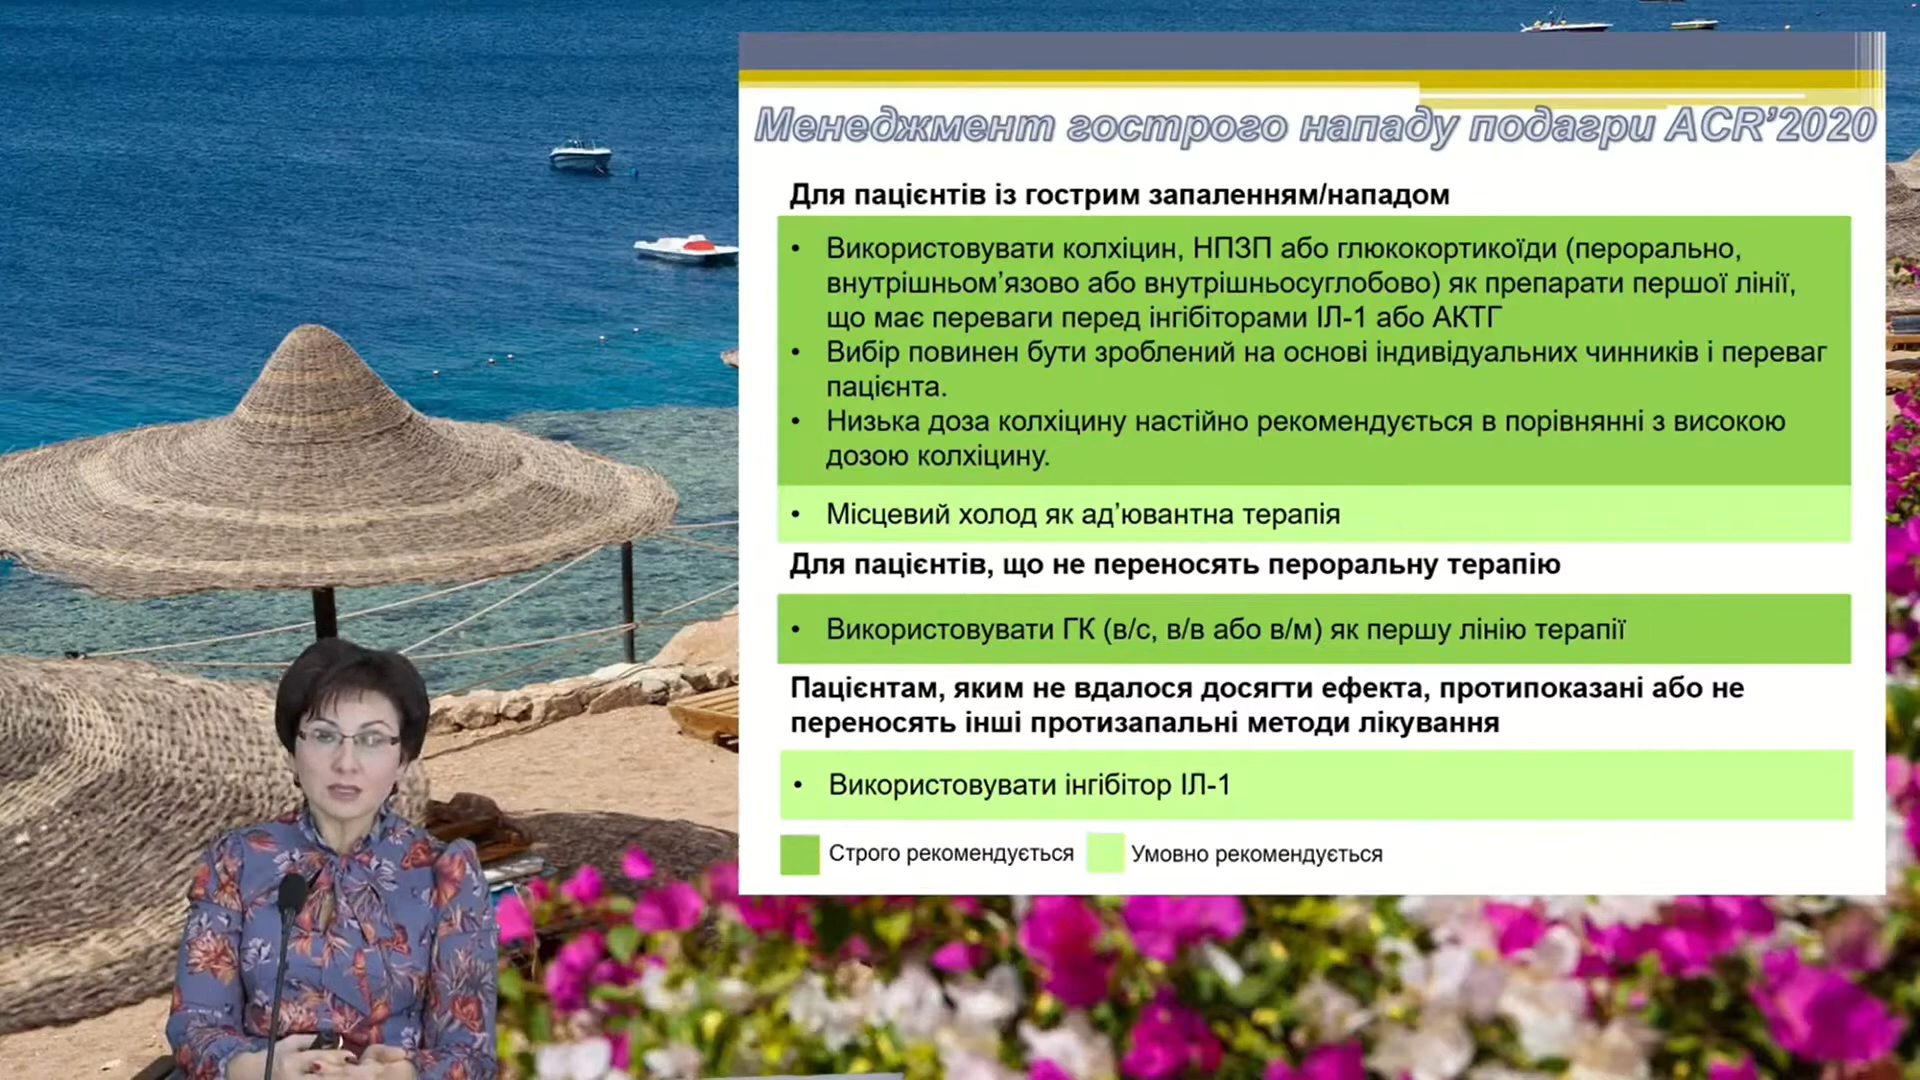 Менеджмент гострого нападу подагри ACR’2020
Для пацієнтів із гострим запаленням/нападом
• Використовувати колхіцин, НПЗП або глюкокортикоїди (перорально,
внутрішньом’язово або внутрішньосуглобово) як препарати першої лінії,
що має переваги перед інгібіторами ІЛ-1 або АКТГ
• Вибір повинен бути зроблений на основі індивідуальних чинників і переваг
пацієнта.
• Низька доза колхіцину настійно рекомендується в порівнянні з високою
дозою колхіцину.
• Місцевий холод як ад’ювантна терапія
Для пацієнтів, що не переносять пероральну терапію
• Використовувати ГК (в/с, в/в або в/м) як першу лінію терапії
Пацієнтам, яким не вдалося досягти ефекта, протипоказані або не
переносять інші протизапальні методи лікування
• Використовувати інгібітор ІЛ-1
Строго рекомендується
Умовно рекомендується